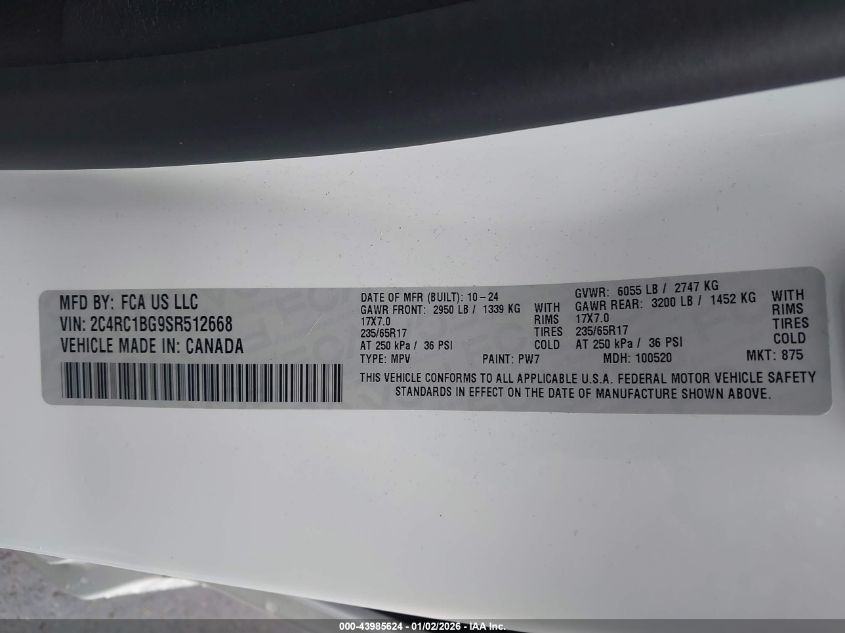 MFD BY: FCA US LLC
VIN: 2C4RC1BG9SR512668
VEHICLE MADE IN: CANADA
DATE OF MFR (BUILT): 10-24
GAWR FRONT: 2950 LB / 1339 KG WITH
17X7.0 RIMS
235/65R17 TIRES
AT 250 kPa / 36 PSI COLD
GVWR: 6055 LB / 2747 KG
GAWR REAR: 3200 LB / 1452 KG WITH
17X7.0 RIMS
235/65R17 TIRES
AT 250 kPa / 36 PSI COLD
TYPE: MPV PAINT: PW7 MDH: 100520 MKT: 875
THIS VEHICLE CONFORMS TO ALL APPLICABLE U.S.A. FEDERAL MOTOR VEHICLE SAFETY
STANDARDS IN EFFECT ON THE DATE OF MANUFACTURE SHOWN ABOVE.
000-43985624 - 01/02/2026 - IAA Inc.